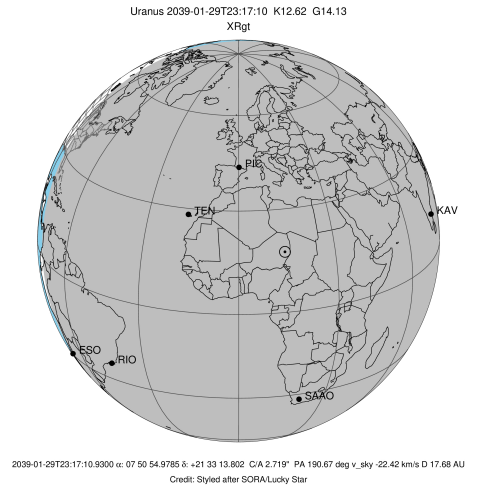 Uranus 2039-01-29T23:17:10 K12.62 G14.13
XRgt
PIC
TEN
KAV
ESO
RIO
SAAO
2039-01-29T23:17:10.9300 α: 07 50 54.9785 δ: +21 33 13.802 C/A 2.719" PA 190.67 deg v_sky -22.42 km/s D 17.68 AU
Credit: Styled after SORA/Lucky Star